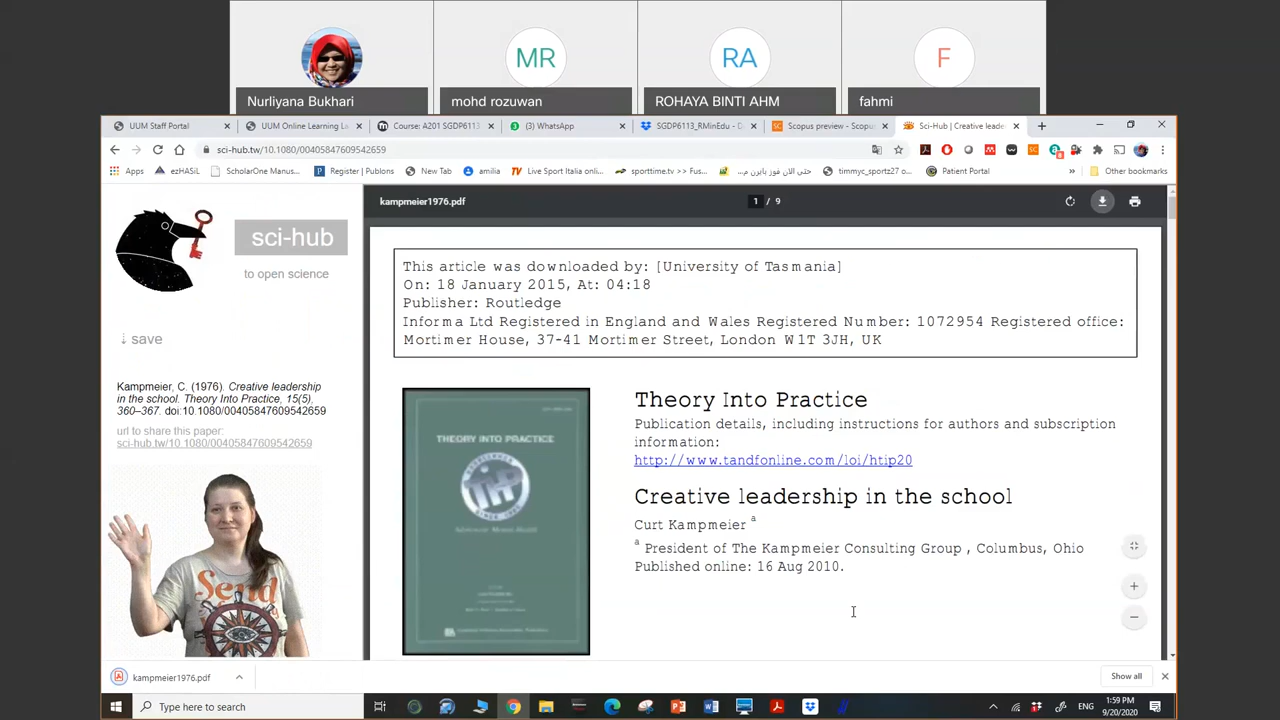 MR
RA
F
Nurliyana Bukhari
mohd rozuwan
ROHAYA BINTI AHM
fahmi
UUM Staff Portal
UUM Online Learning La
Course: A201 SGDP6113
(3) WhatsApp
SGDP6113_RMinEdu - D
Scopus preview - Scopu
Sci-Hub | Creative leade
sci-hub.tw/10.1080/00405847609542659
Apps
ezHASiL
ScholarOne Manus...
Register | Publons
New Tab
amilia
Live Sport Italia onli...
sporttime.tv >> Fus...
حتي الان فوز بايرن م...
timmyc_sportz27 o...
Patient Portal
»
Other bookmarks
sci-hub
to open science
↓ save
Kampmeier, C. (1976). Creative leadership
in the school. Theory Into Practice, 15(5),
360–367. doi:10.1080/00405847609542659
url to share this paper:
sci-hub.tw/10.1080/00405847609542659
Send
kampmeier1976.pdf
1 / 9
This article was downloaded by: [University of Tasmania]
On: 18 January 2015, At: 04:18
Publisher: Routledge
Informa Ltd Registered in England and Wales Registered Number: 1072954 Registered office:
Mortimer House, 37-41 Mortimer Street, London W1T 3JH, UK
THEORY INTO PRACTICE
TIP
Theory Into Practice
Publication details, including instructions for authors and subscription
information:
http://www.tandfonline.com/loi/htip20
Creative leadership in the school
Curt Kampmeier a
a President of The Kampmeier Consulting Group , Columbus, Ohio
Published online: 16 Aug 2010.
kampmeier1976.pdf
Show all
Type here to search
ENG
1:59 PM
9/20/2020